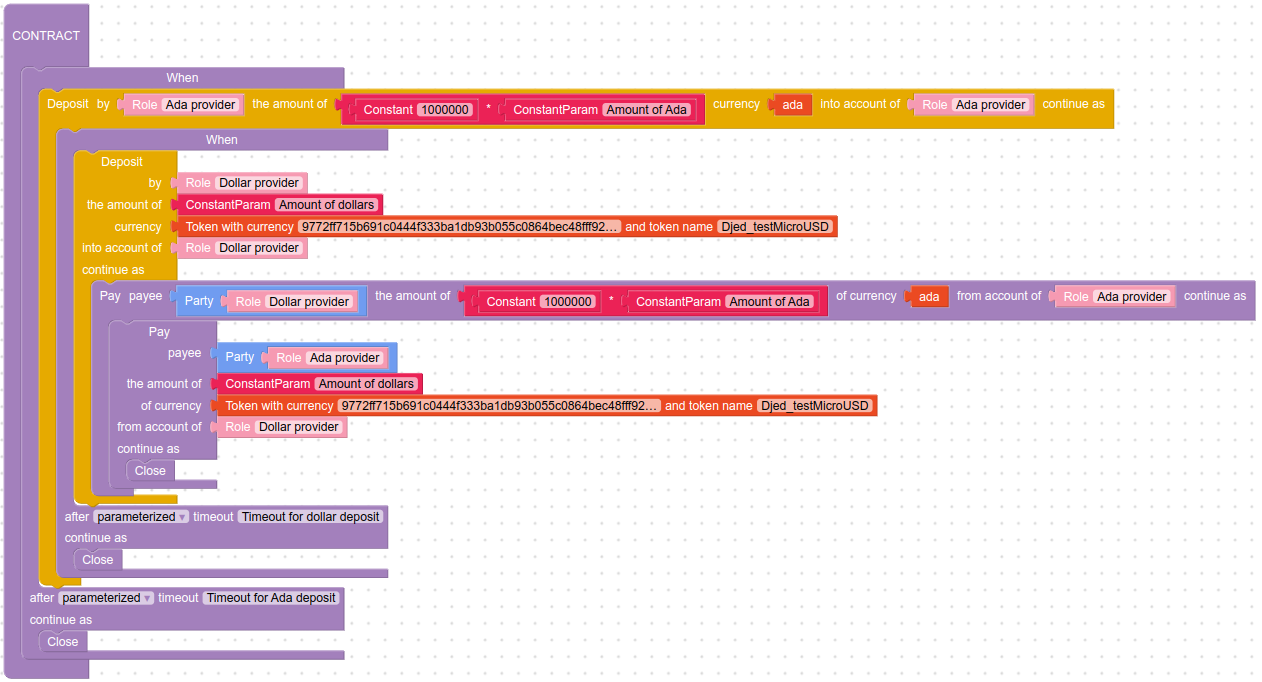 CONTRACT
When
Deposit by Role Ada provider the amount of Constant 1000000 * ConstantParam Amount of Ada currency ada into account of Role Ada provider continue as
When
Deposit
by Role Dollar provider
the amount of ConstantParam Amount of dollars
currency Token with currency 9772ff715b691c0444f333ba1db93b055c0864bec48fff92... and token name Djed_testMicroUSD
into account of Role Dollar provider
continue as
Pay payee Party Role Dollar provider the amount of Constant 1000000 * ConstantParam Amount of Ada of currency ada from account of Role Ada provider continue as
Pay
payee Party Role Ada provider
the amount of ConstantParam Amount of dollars
of currency Token with currency 9772ff715b691c0444f333ba1db93b055c0864bec48fff92... and token name Djed_testMicroUSD
from account of Role Dollar provider
continue as
Close
after parameterized timeout Timeout for dollar deposit
continue as
Close
after parameterized timeout Timeout for Ada deposit
continue as
Close